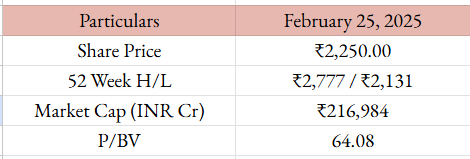 Particulars February 25, 2025
Share Price ₹2,250.00
52 Week H/L ₹2,777 / ₹2,131
Market Cap (INR Cr) ₹216,984
P/BV 64.08